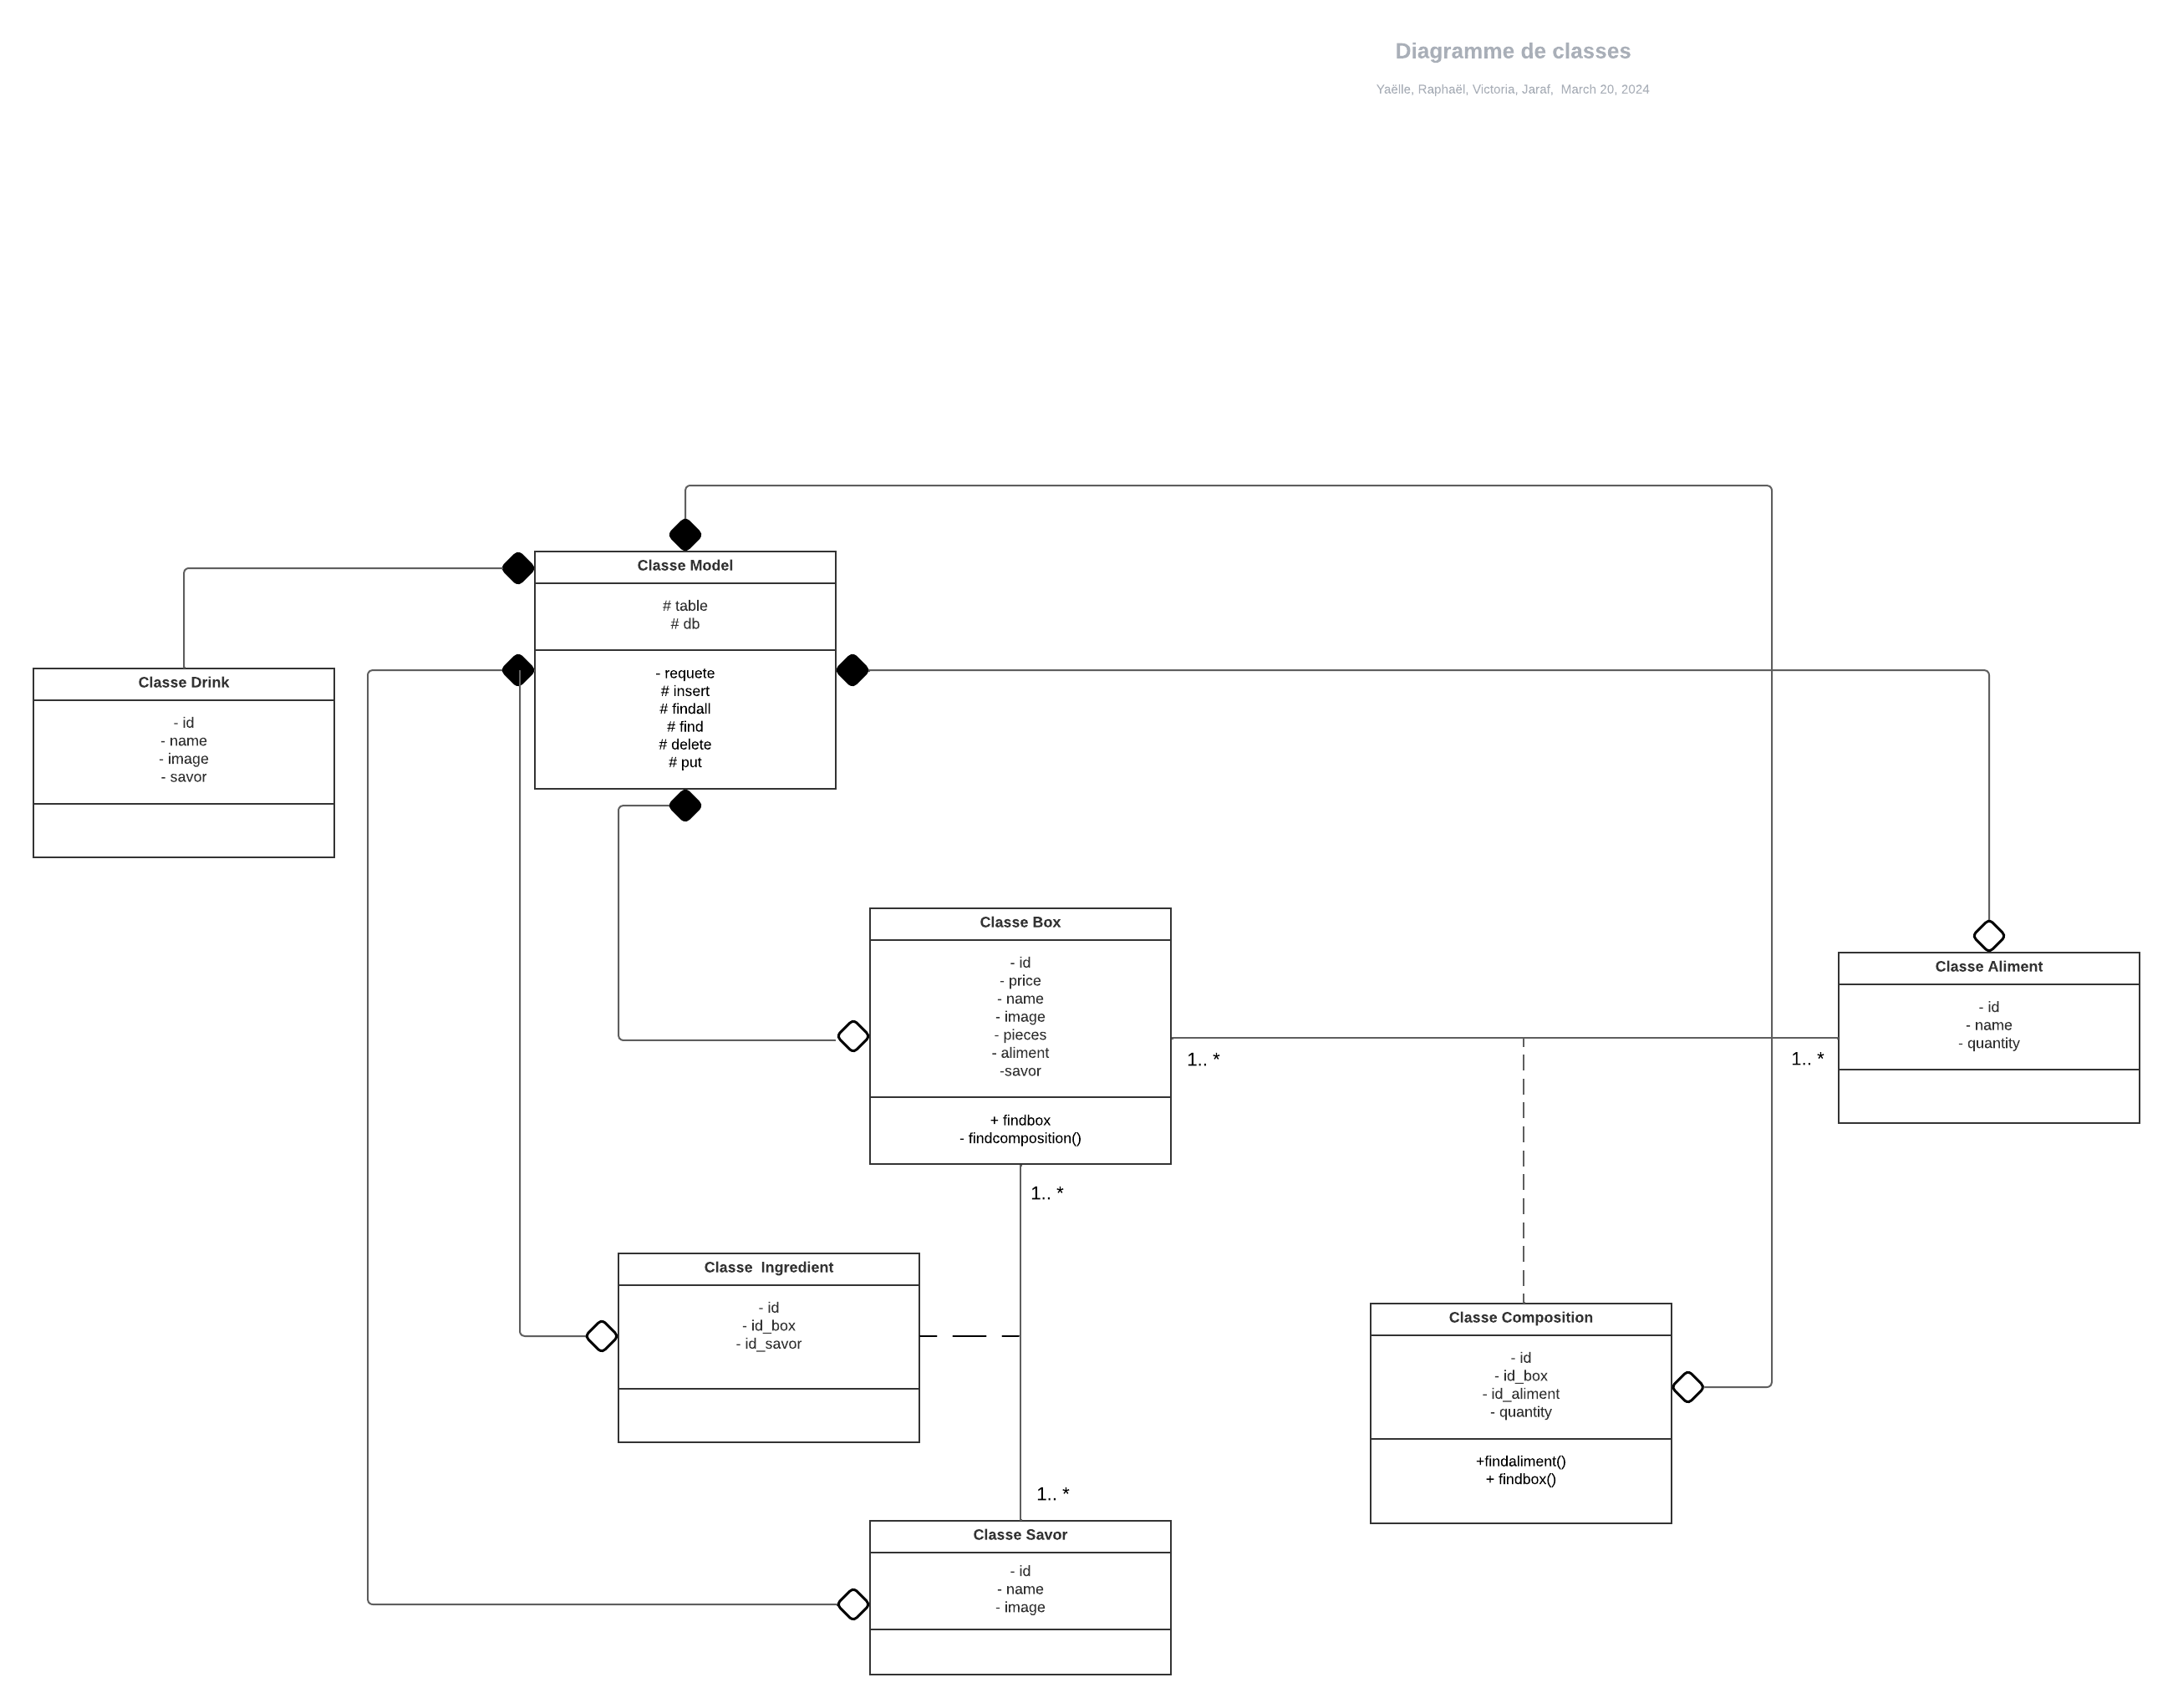 Diagramme de classes
Yaëlle, Raphaël, Victoria, Jaraf,  March 20, 2024
Classe Model
# table
# db
- requete
# insert
# findall
# find
# delete
# put
Classe Drink
- id
- name
- image
- savor
Classe Box
- id
- price
- name
- image
- pieces
- aliment
-savor
+ findbox
- findcomposition()
Classe Aliment
- id
- name
- quantity
1.. *
1.. *
1.. *
Classe  Ingredient
- id
- id_box
- id_savor
Classe Composition
- id
- id_box
- id_aliment
- quantity
+findaliment()
+ findbox()
1.. *
Classe Savor
- id
- name
- image